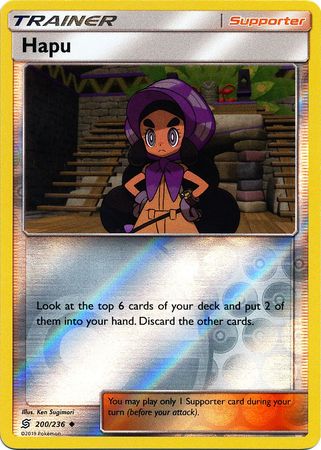 TRAINER Supporter
Hapu
Look at the top 6 cards of your deck and put 2 of
them into your hand. Discard the other cards.
Illus. Ken Sugimori
200/236 ◆
©2019 Pokémon
You may play only 1 Supporter card during your
turn (before your attack).